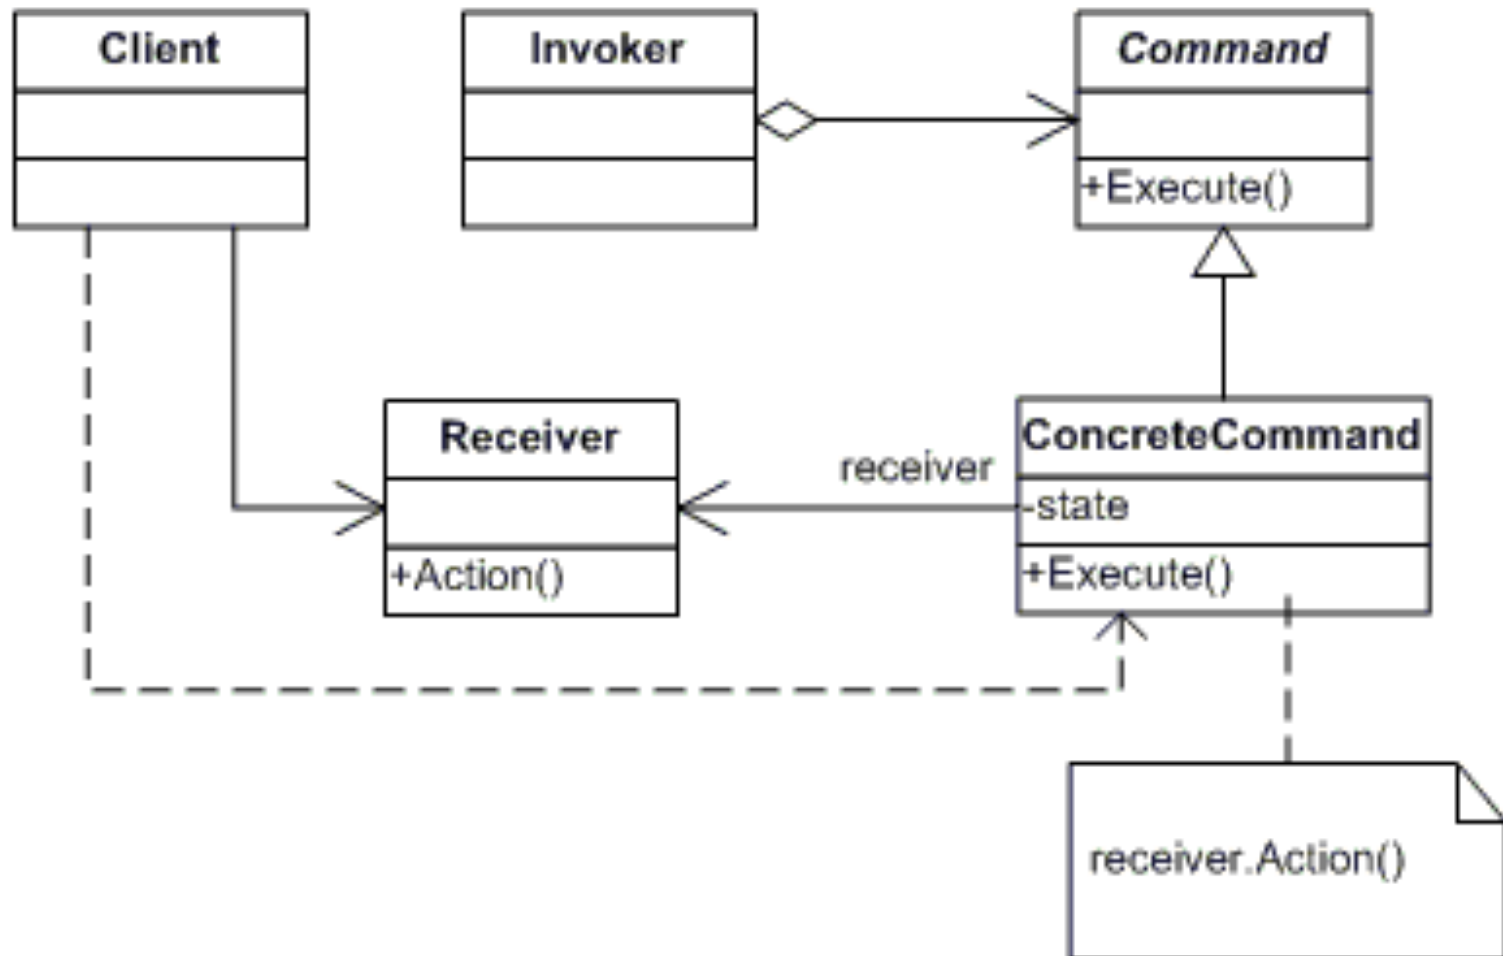 Client
Invoker
Command
+Execute()
Receiver
+Action()
receiver
ConcreteCommand
-state
+Execute()
receiver.Action()